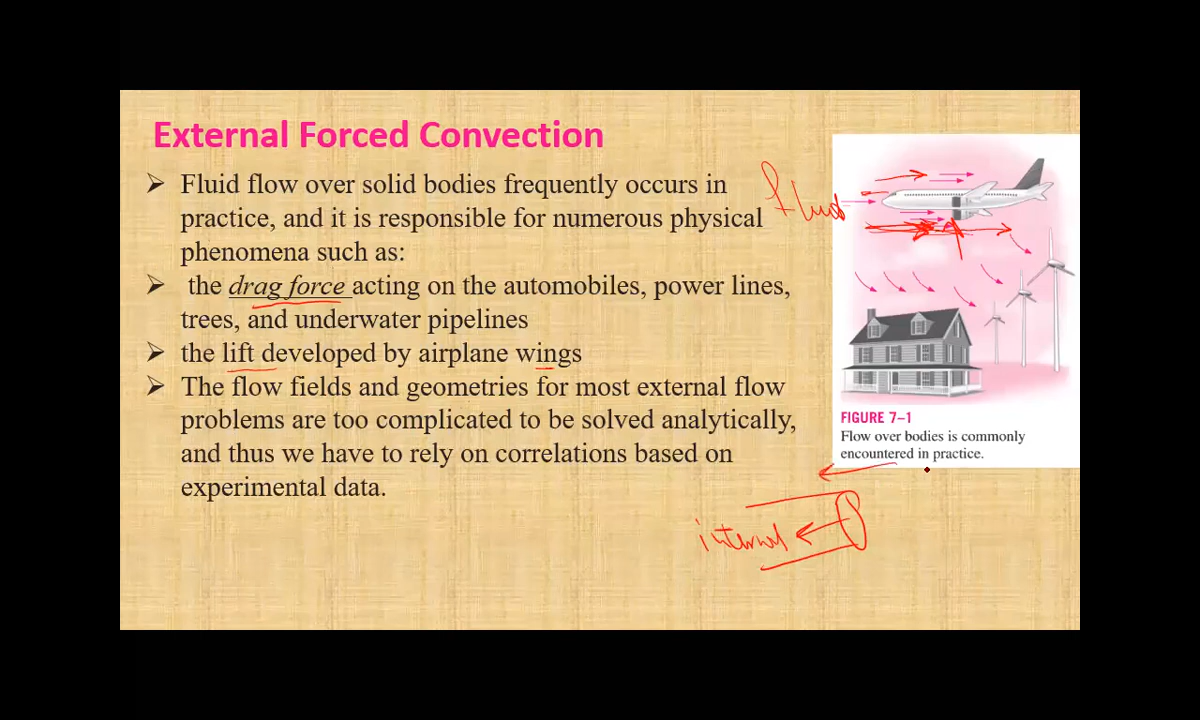 External Forced Convection
➢ Fluid flow over solid bodies frequently occurs in
practice, and it is responsible for numerous physical
phenomena such as:
➢ the drag force acting on the automobiles, power lines,
trees, and underwater pipelines
➢ the lift developed by airplane wings
➢ The flow fields and geometries for most external flow
problems are too complicated to be solved analytically,
and thus we have to rely on correlations based on
experimental data.
fluid
FIGURE 7–1
Flow over bodies is commonly
encountered in practice.
internal